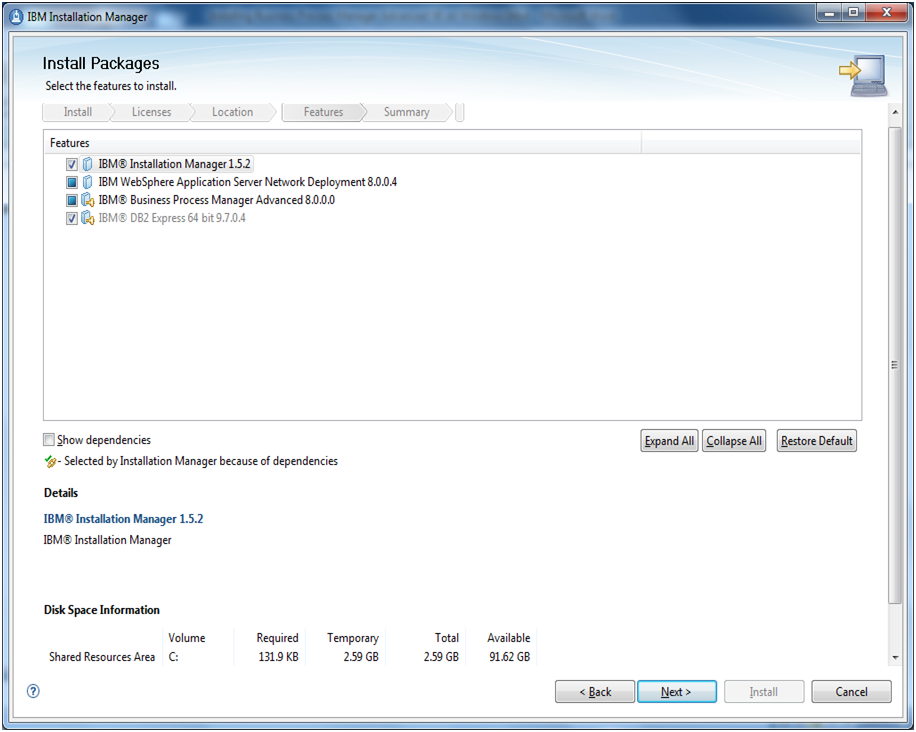 IBM Installation Manager
Install Packages
Select the features to install.
Install Licenses Location Features Summary
Features
IBM® Installation Manager 1.5.2
IBM WebSphere Application Server Network Deployment 8.0.0.4
IBM® Business Process Manager Advanced 8.0.0.0
IBM® DB2 Express 64 bit 9.7.0.4
Show dependencies Expand All Collapse All Restore Default
- Selected by Installation Manager because of dependencies
Details
IBM® Installation Manager 1.5.2
IBM® Installation Manager
Disk Space Information
Volume Required Temporary Total Available
Shared Resources Area C: 131.9 KB 2.59 GB 2.59 GB 91.62 GB
? < Back Next > Install Cancel